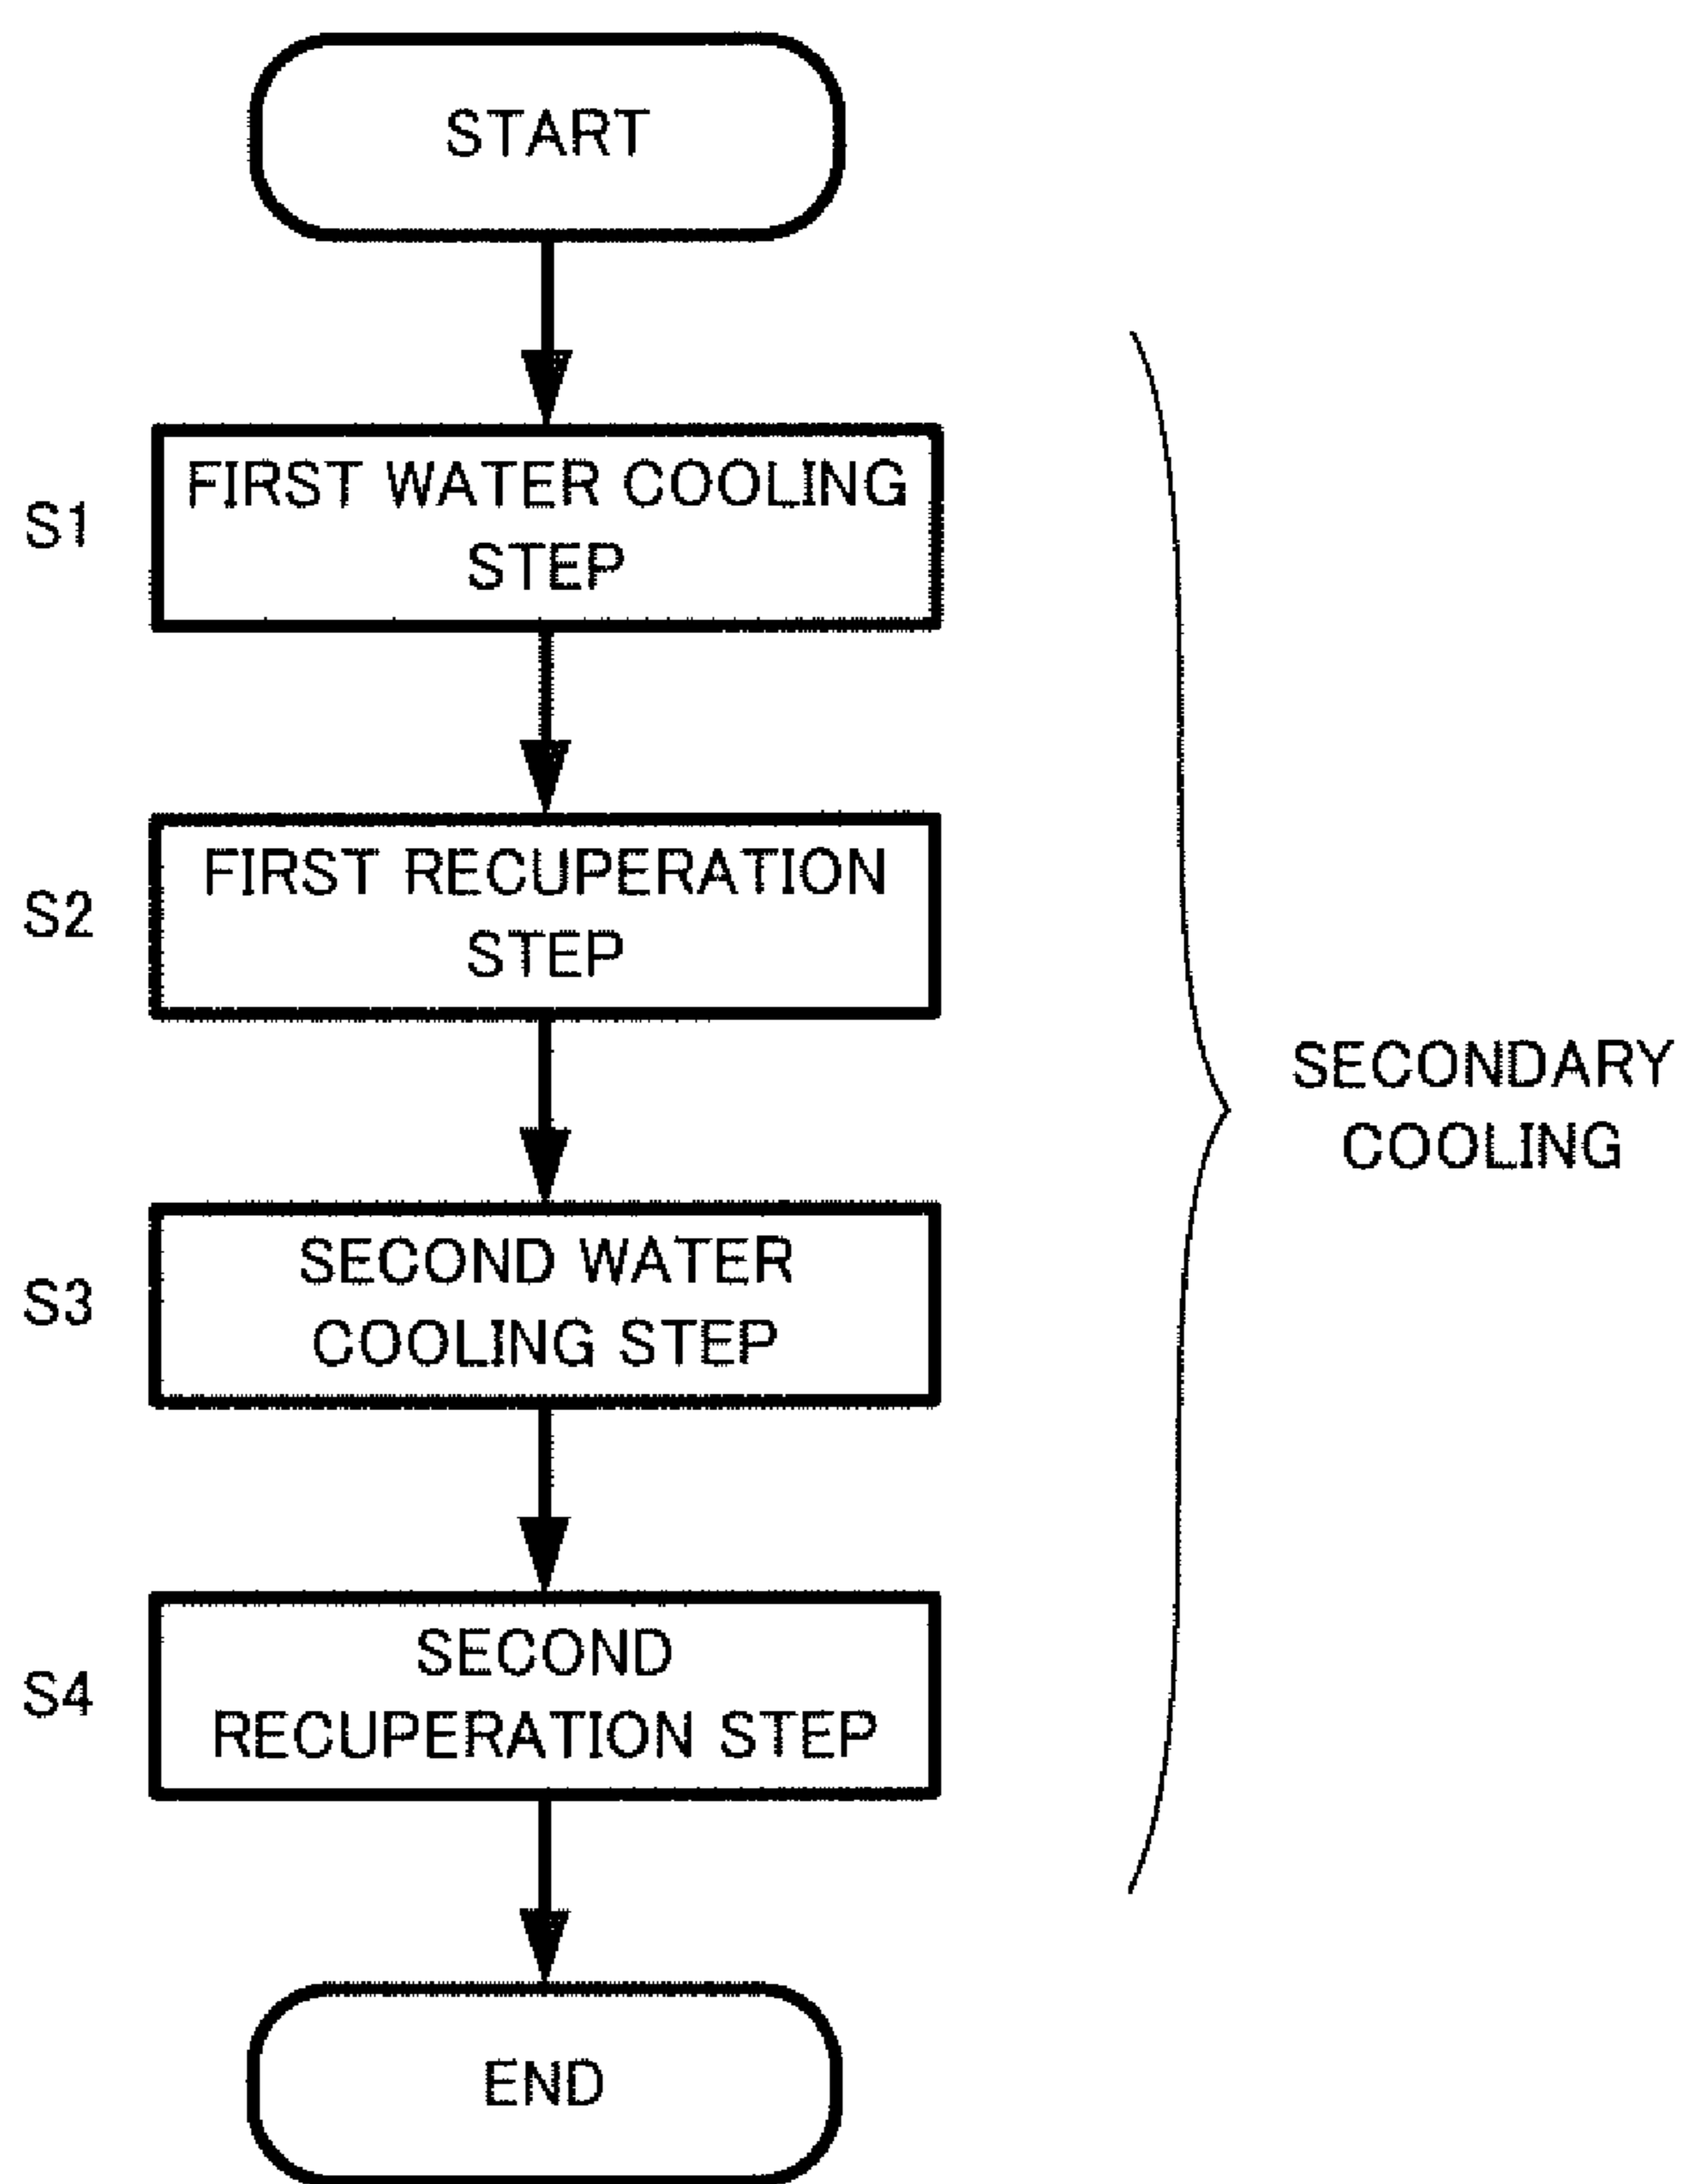 START
S1
FIRST WATER COOLING
STEP
S2
FIRST RECUPERATION
STEP
SECONDARY
COOLING
S3
SECOND WATER
COOLING STEP
S4
SECOND
RECUPERATION STEP
END